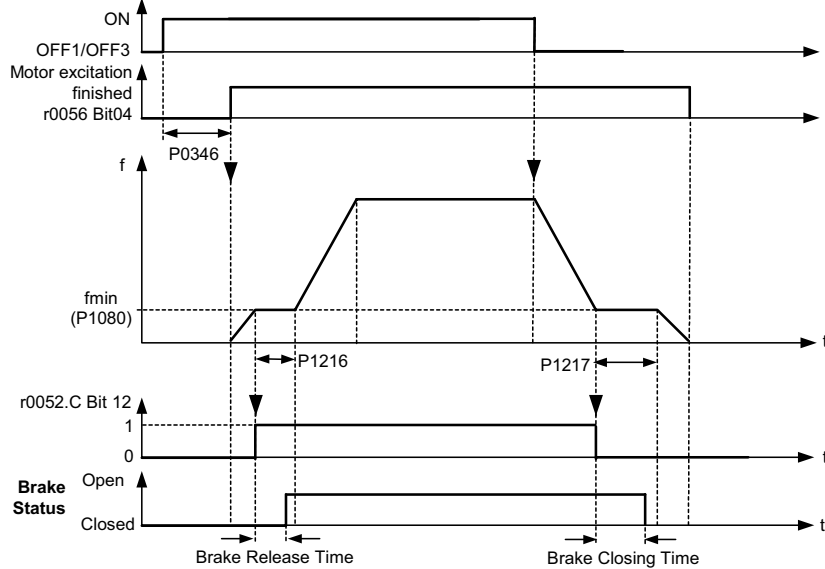 ON
OFF1/OFF3
Motor excitation
finished
r0056 Bit04
P0346
f
fmin
(P1080)
t
P1216
P1217
r0052.C Bit 12
1
0
t
Brake
Status
Open
Closed
t
Brake Release Time
Brake Closing Time